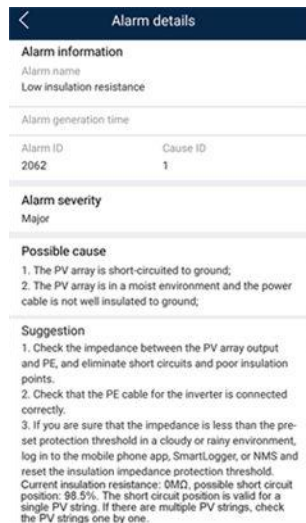 Alarm details
Alarm information
Alarm name
Low insulation resistance
Alarm generation time
Alarm ID
Cause ID
2062
1
Alarm severity
Major
Possible cause
1. The PV array is short-circuited to ground;
2. The PV array is in a moist environment and the power
cable is not well insulated to ground;
Suggestion
1. Check the impedance between the PV array output
and PE, and eliminate short circuits and poor insulation
points.
2. Check that the PE cable for the inverter is connected
correctly.
3. If you are sure that the impedance is less than the pre-
set protection threshold in a cloudy or rainy environment,
log in to the mobile phone app, SmartLogger, or NMS and
reset the insulation impedance protection threshold.
Current insulation resistance: 0MΩ, possible short circuit
position: 98.5%. The short circuit position is valid for a
single PV string. If there are multiple PV strings, check
the PV strings one by one.